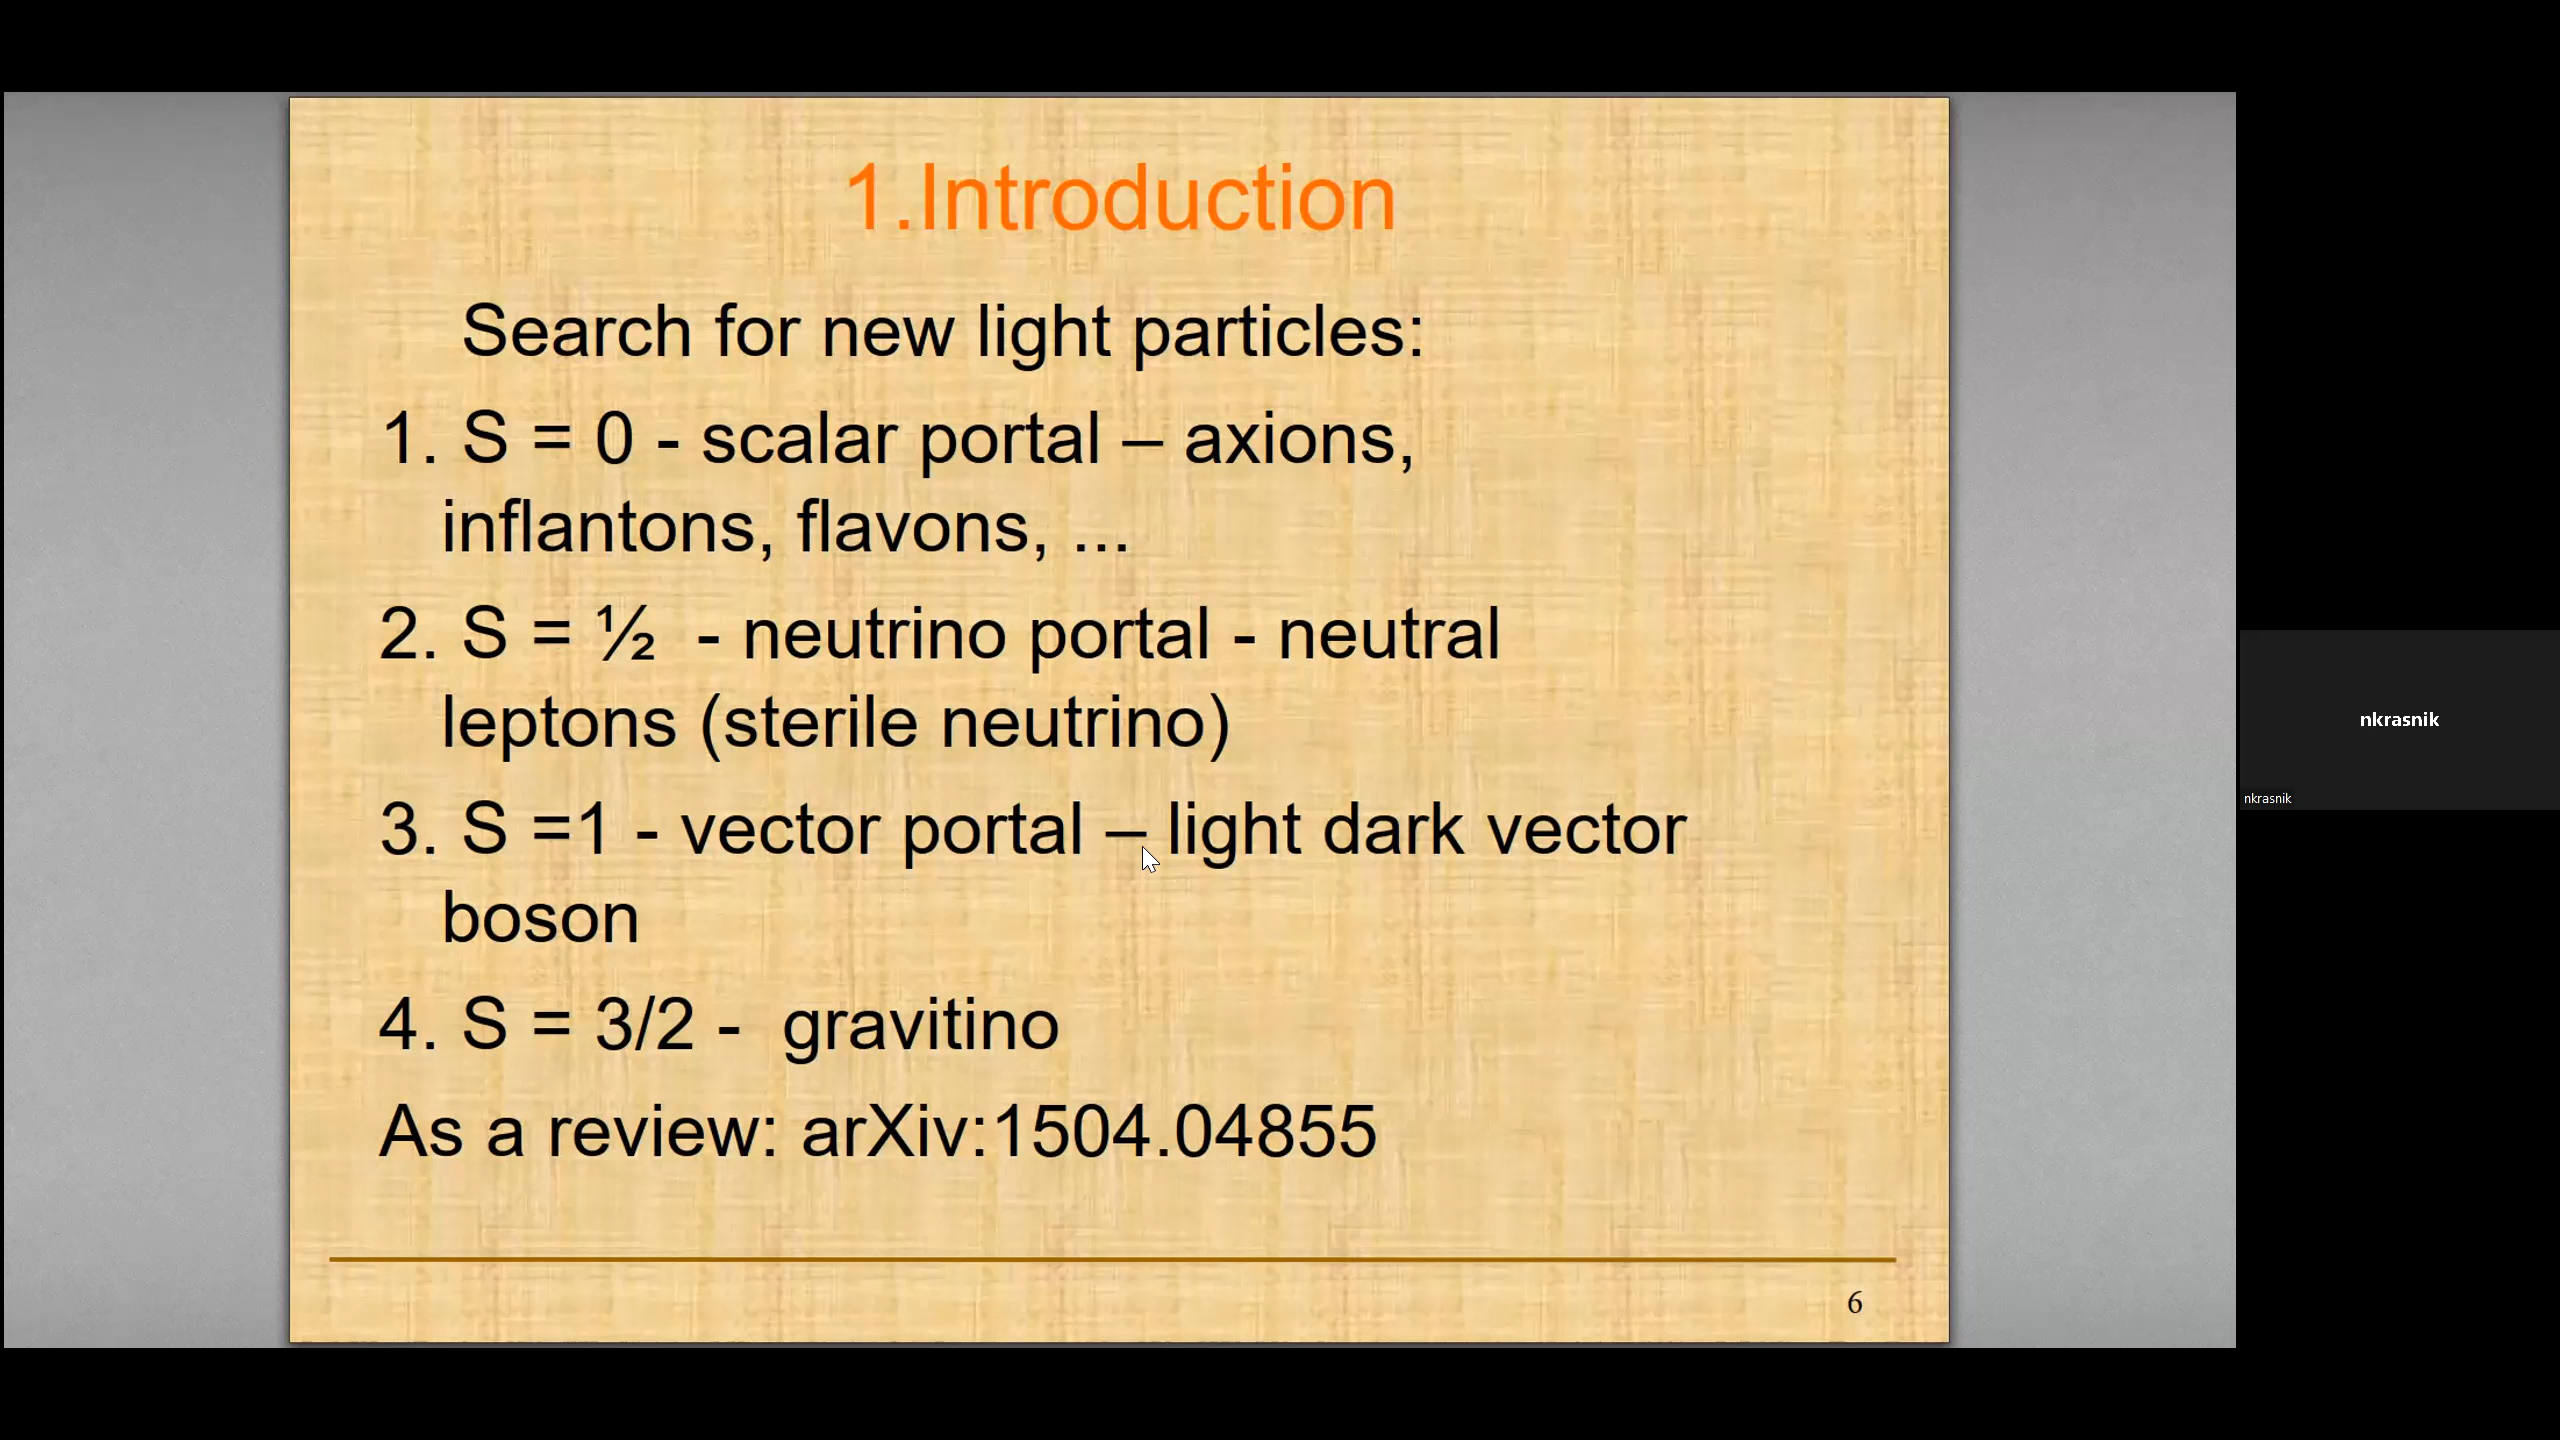 1.Introduction
Search for new light particles:
1. S = 0 - scalar portal – axions,
inflantons, flavons, ...
2. S = ½  - neutrino portal - neutral
leptons (sterile neutrino)
3. S =1 - vector portal – light dark vector
boson
4. S = 3/2 -  gravitino
As a review: arXiv:1504.04855
6
nkrasnik
nkrasnik